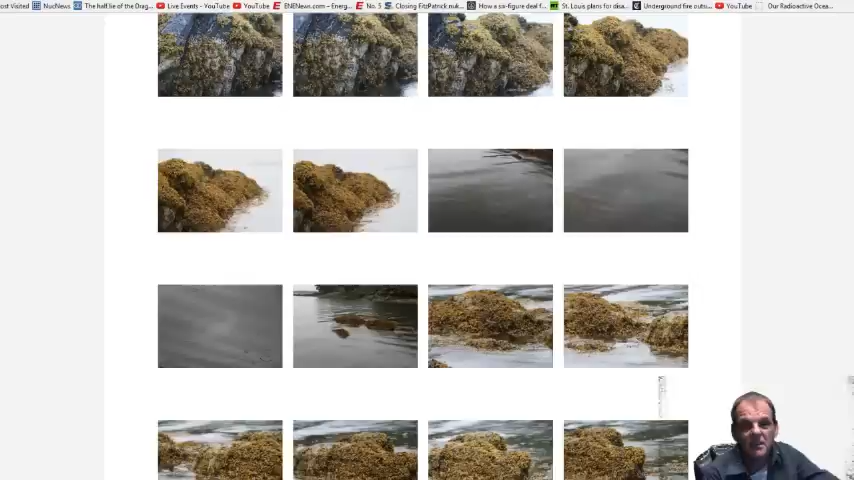 ost Visited NucNews The half lie of the Drag... Live Events - YouTube YouTube ENENews.com – Energ... No. 5 Closing FitzPatrick nuk... How a six-figure deal f... St. Louis plans for disa... Underground fire outs... YouTube Our Radioactive Ocea...